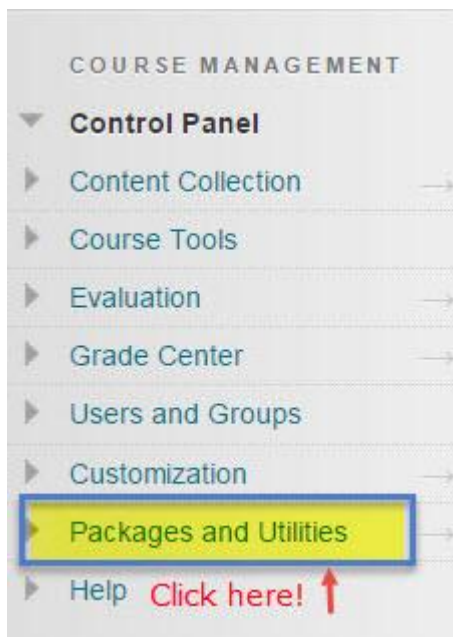 COURSE MANAGEMENT
Control Panel
Content Collection
Course Tools
Evaluation
Grade Center
Users and Groups
Customization
Packages and Utilities
Help Click here!